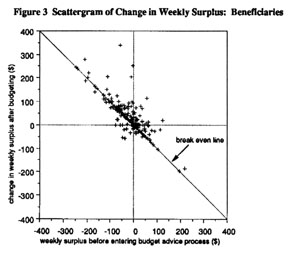 Figure 3 Scattergram of Change in Weekly Surplus: Beneficiaries
change in weekly surplus after budgeting ($)
400
300
200
100
0
-100
-200
-300
-400
break even line
-400 -300 -200 -100 0 100 200 300 400
weekly surplus before entering budget advice process ($)